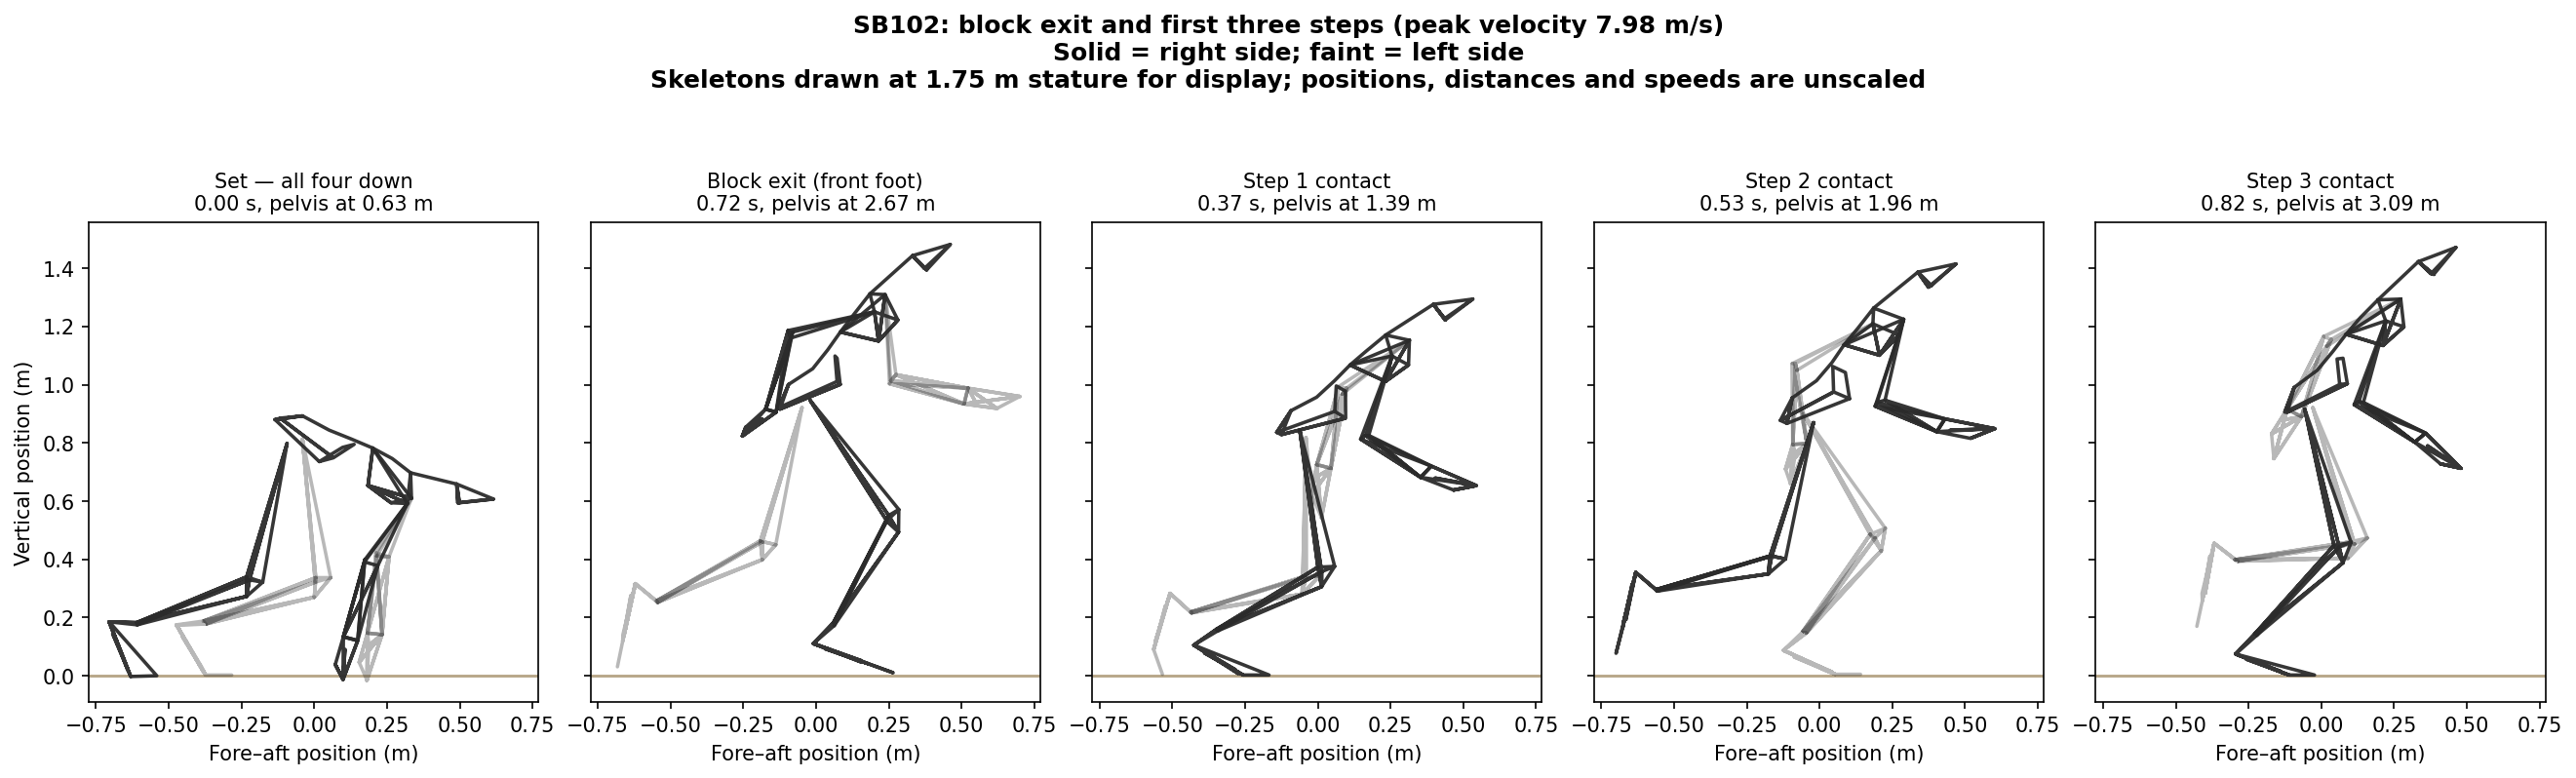 SB102: block exit and first three steps (peak velocity 7.98 m/s)
Solid = right side; faint = left side
Skeletons drawn at 1.75 m stature for display; positions, distances and speeds are unscaled
Set — all four down
0.00 s, pelvis at 0.63 m
Block exit (front foot)
0.72 s, pelvis at 2.67 m
Step 1 contact
0.37 s, pelvis at 1.39 m
Step 2 contact
0.53 s, pelvis at 1.96 m
Step 3 contact
0.82 s, pelvis at 3.09 m
Vertical position (m)
1.4
1.2
1.0
0.8
0.6
0.4
0.2
0.0
−0.75 −0.50 −0.25 0.00 0.25 0.50 0.75
−0.75 −0.50 −0.25 0.00 0.25 0.50 0.75
−0.75 −0.50 −0.25 0.00 0.25 0.50 0.75
−0.75 −0.50 −0.25 0.00 0.25 0.50 0.75
−0.75 −0.50 −0.25 0.00 0.25 0.50 0.75
Fore–aft position (m)
Fore–aft position (m)
Fore–aft position (m)
Fore–aft position (m)
Fore–aft position (m)